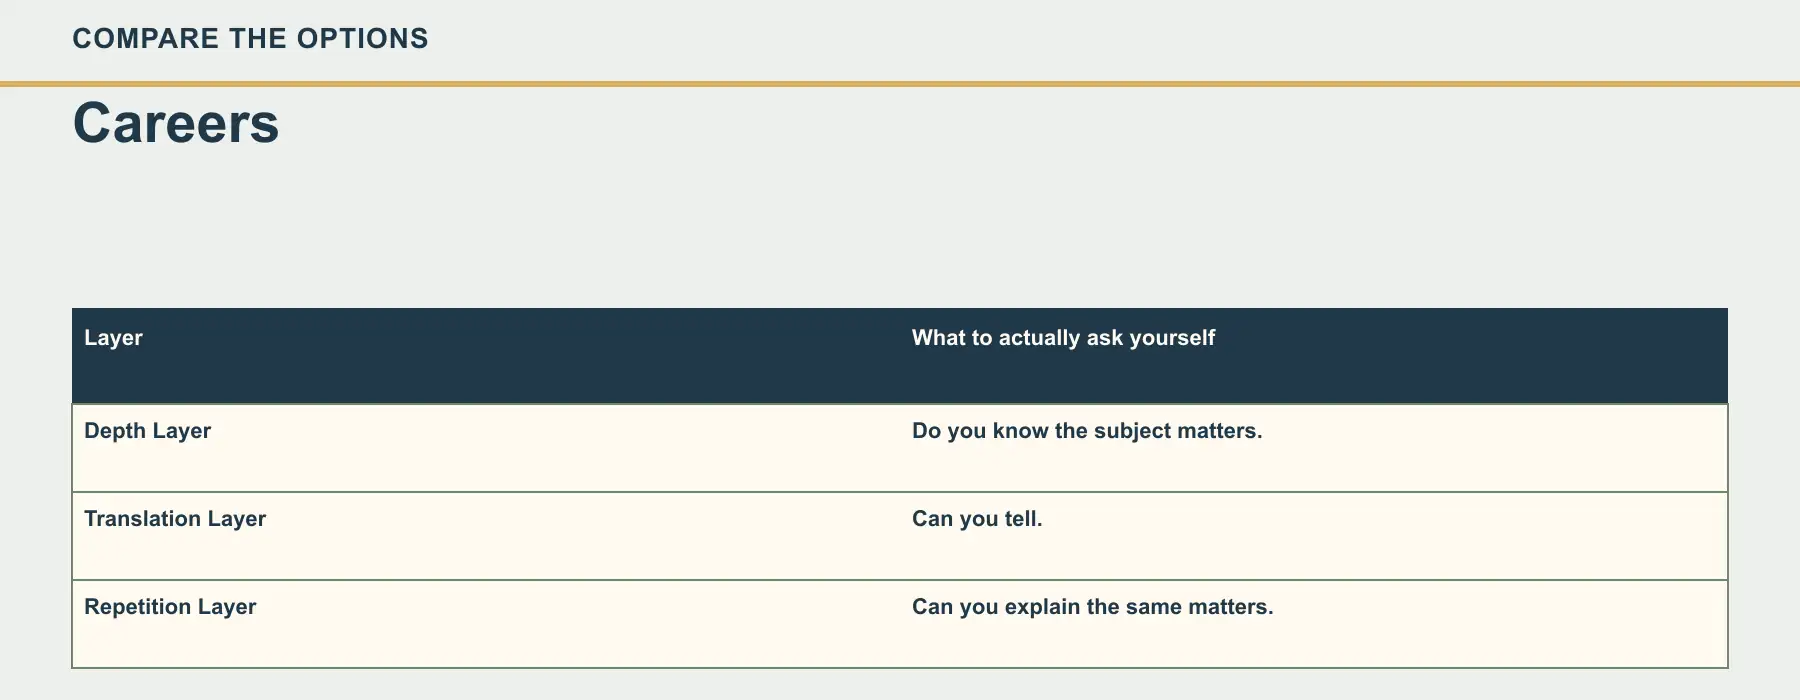 COMPARE THE OPTIONS
Careers
Layer What to actually ask yourself
Depth Layer Do you know the subject matters.
Translation Layer Can you tell.
Repetition Layer Can you explain the same matters.